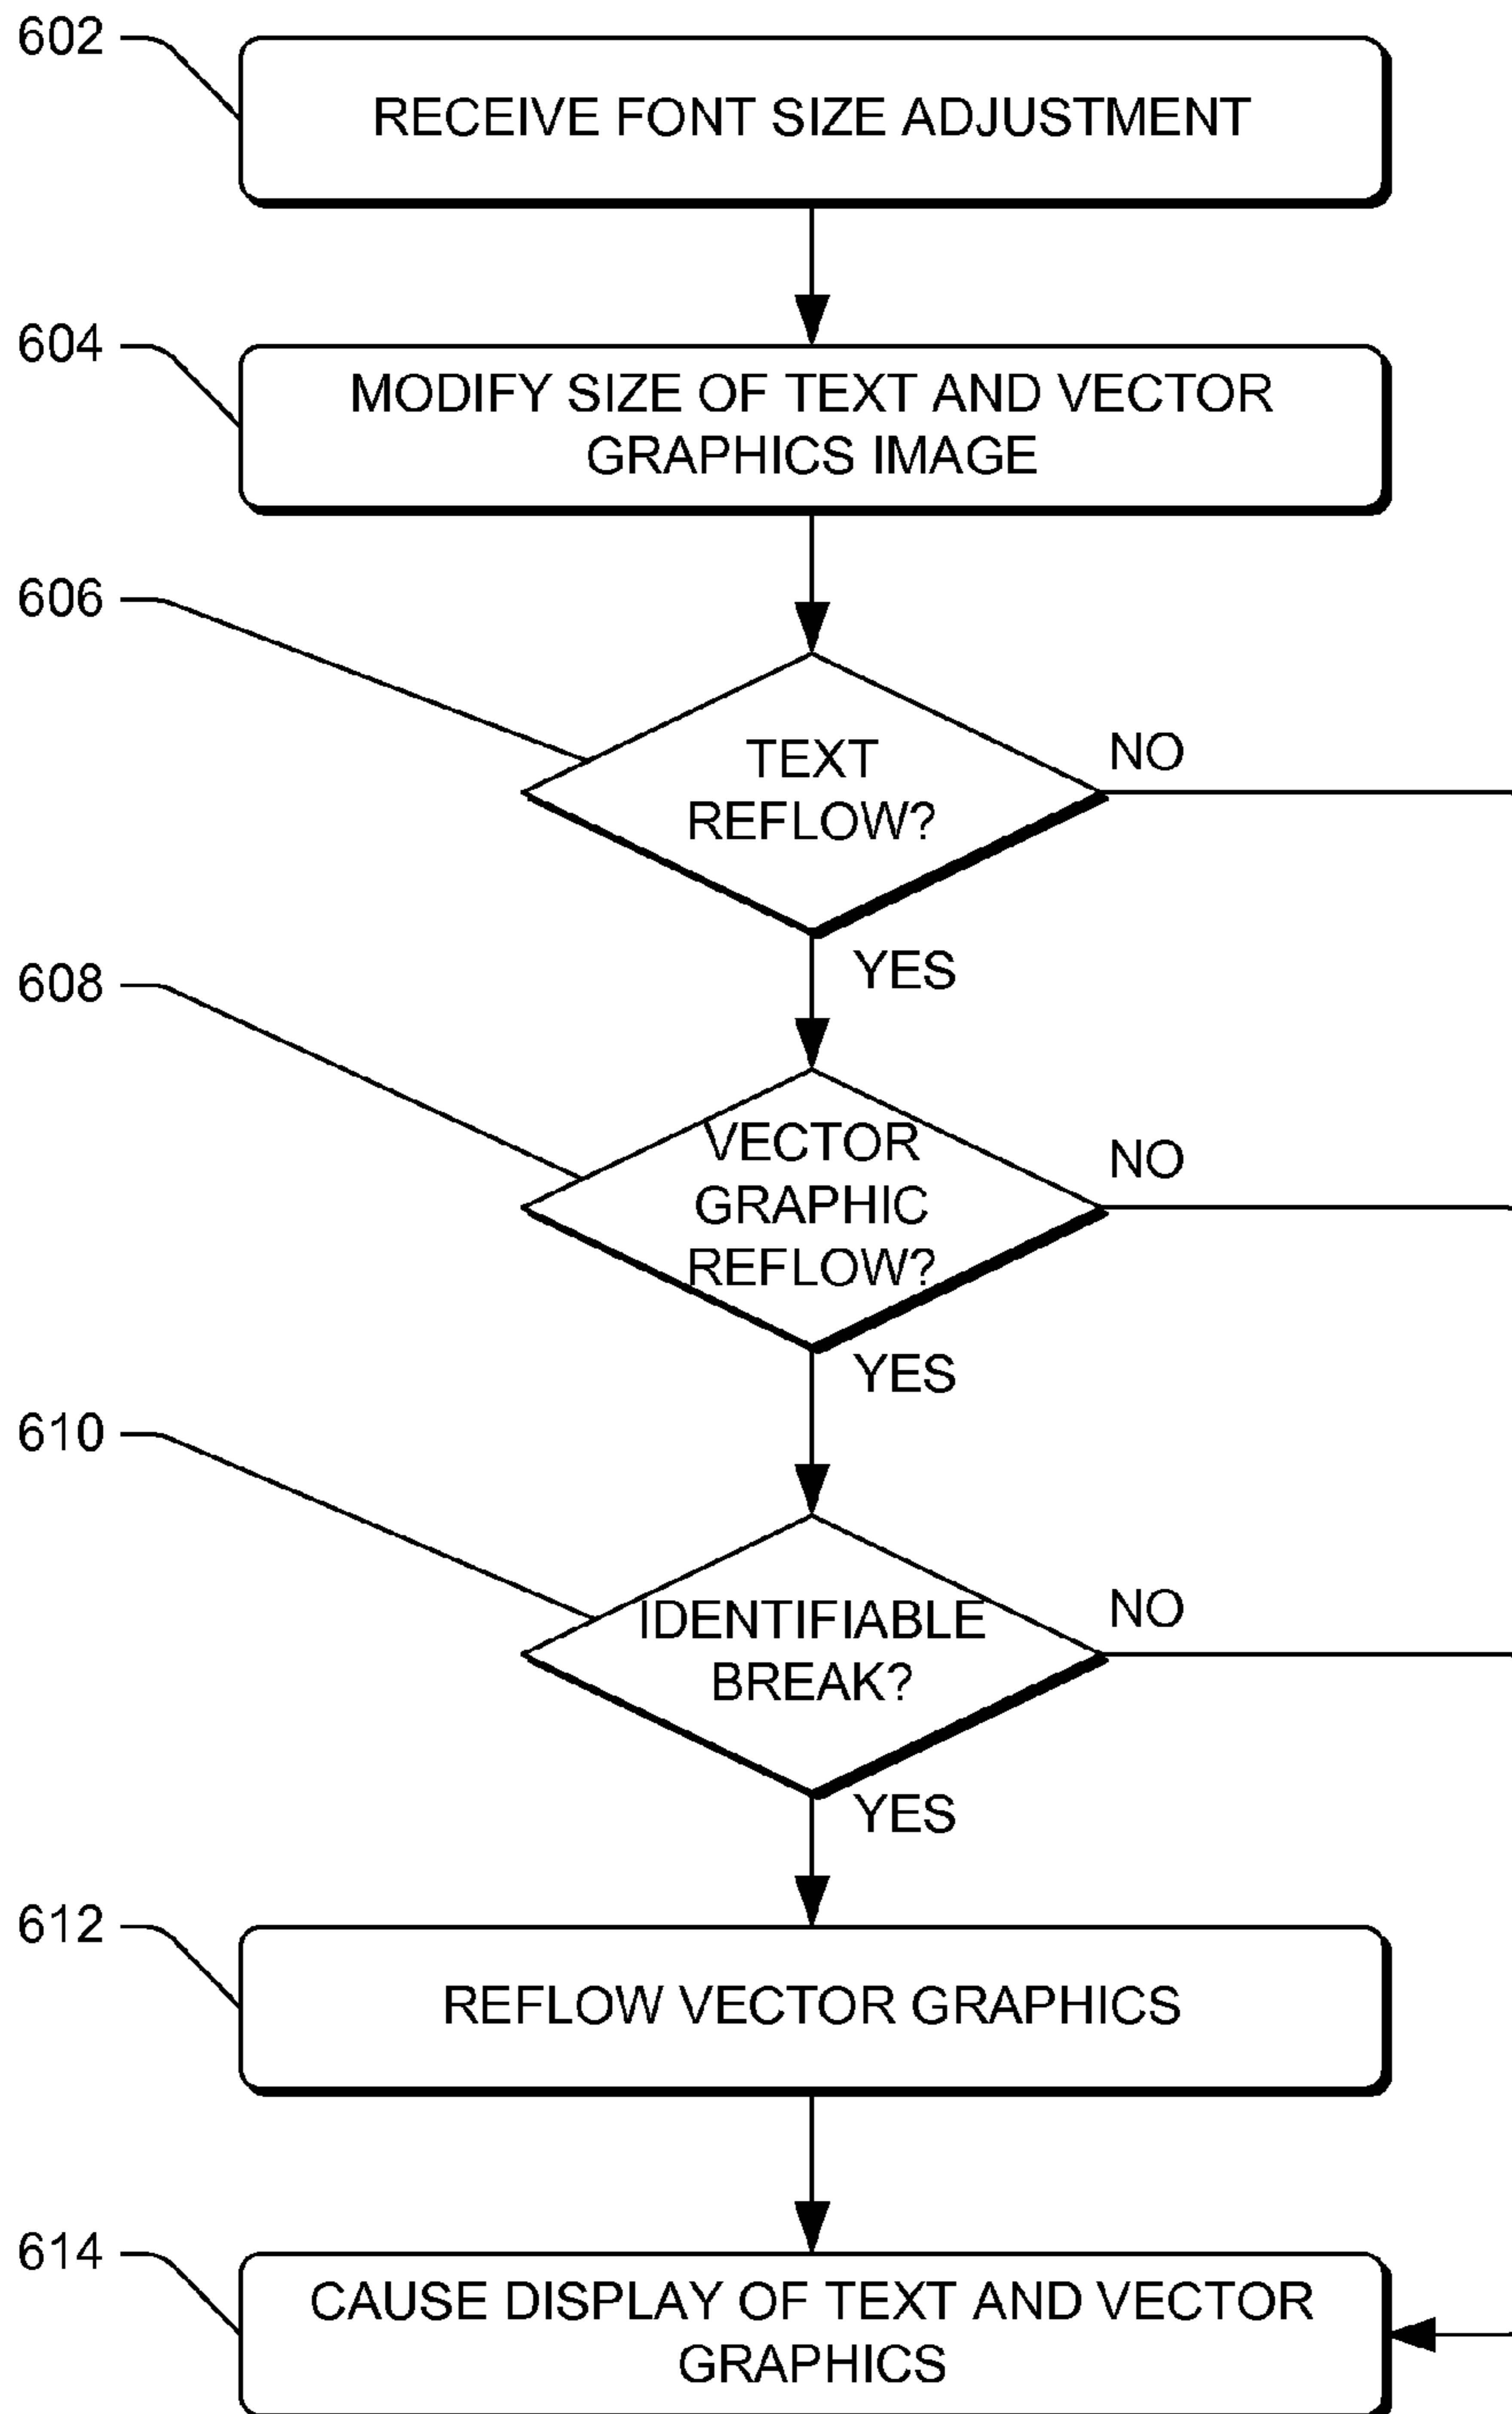 602
RECEIVE FONT SIZE ADJUSTMENT
604
MODIFY SIZE OF TEXT AND VECTOR
GRAPHICS IMAGE
606
TEXT
REFLOW?
NO
YES
608
VECTOR
GRAPHIC
REFLOW?
NO
YES
610
IDENTIFIABLE
BREAK?
NO
YES
612
REFLOW VECTOR GRAPHICS
614
CAUSE DISPLAY OF TEXT AND VECTOR
GRAPHICS